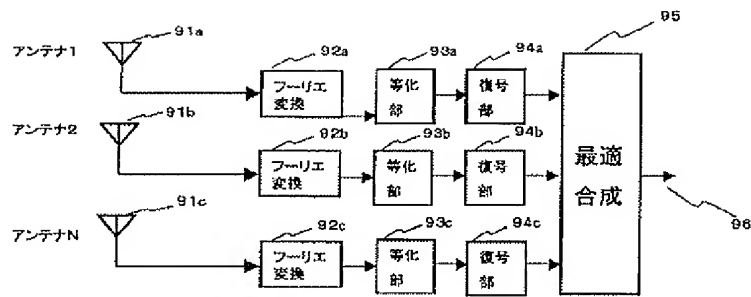 アンテナ1
91a
92a
フーリエ
変換
93a
等化
部
94a
復号
部
95
最適
合成
96
アンテナ2
91b
92b
フーリエ
変換
93b
等化
部
94b
復号
部
アンテナN
91c
92c
フーリエ
変換
93c
等化
部
94c
復号
部